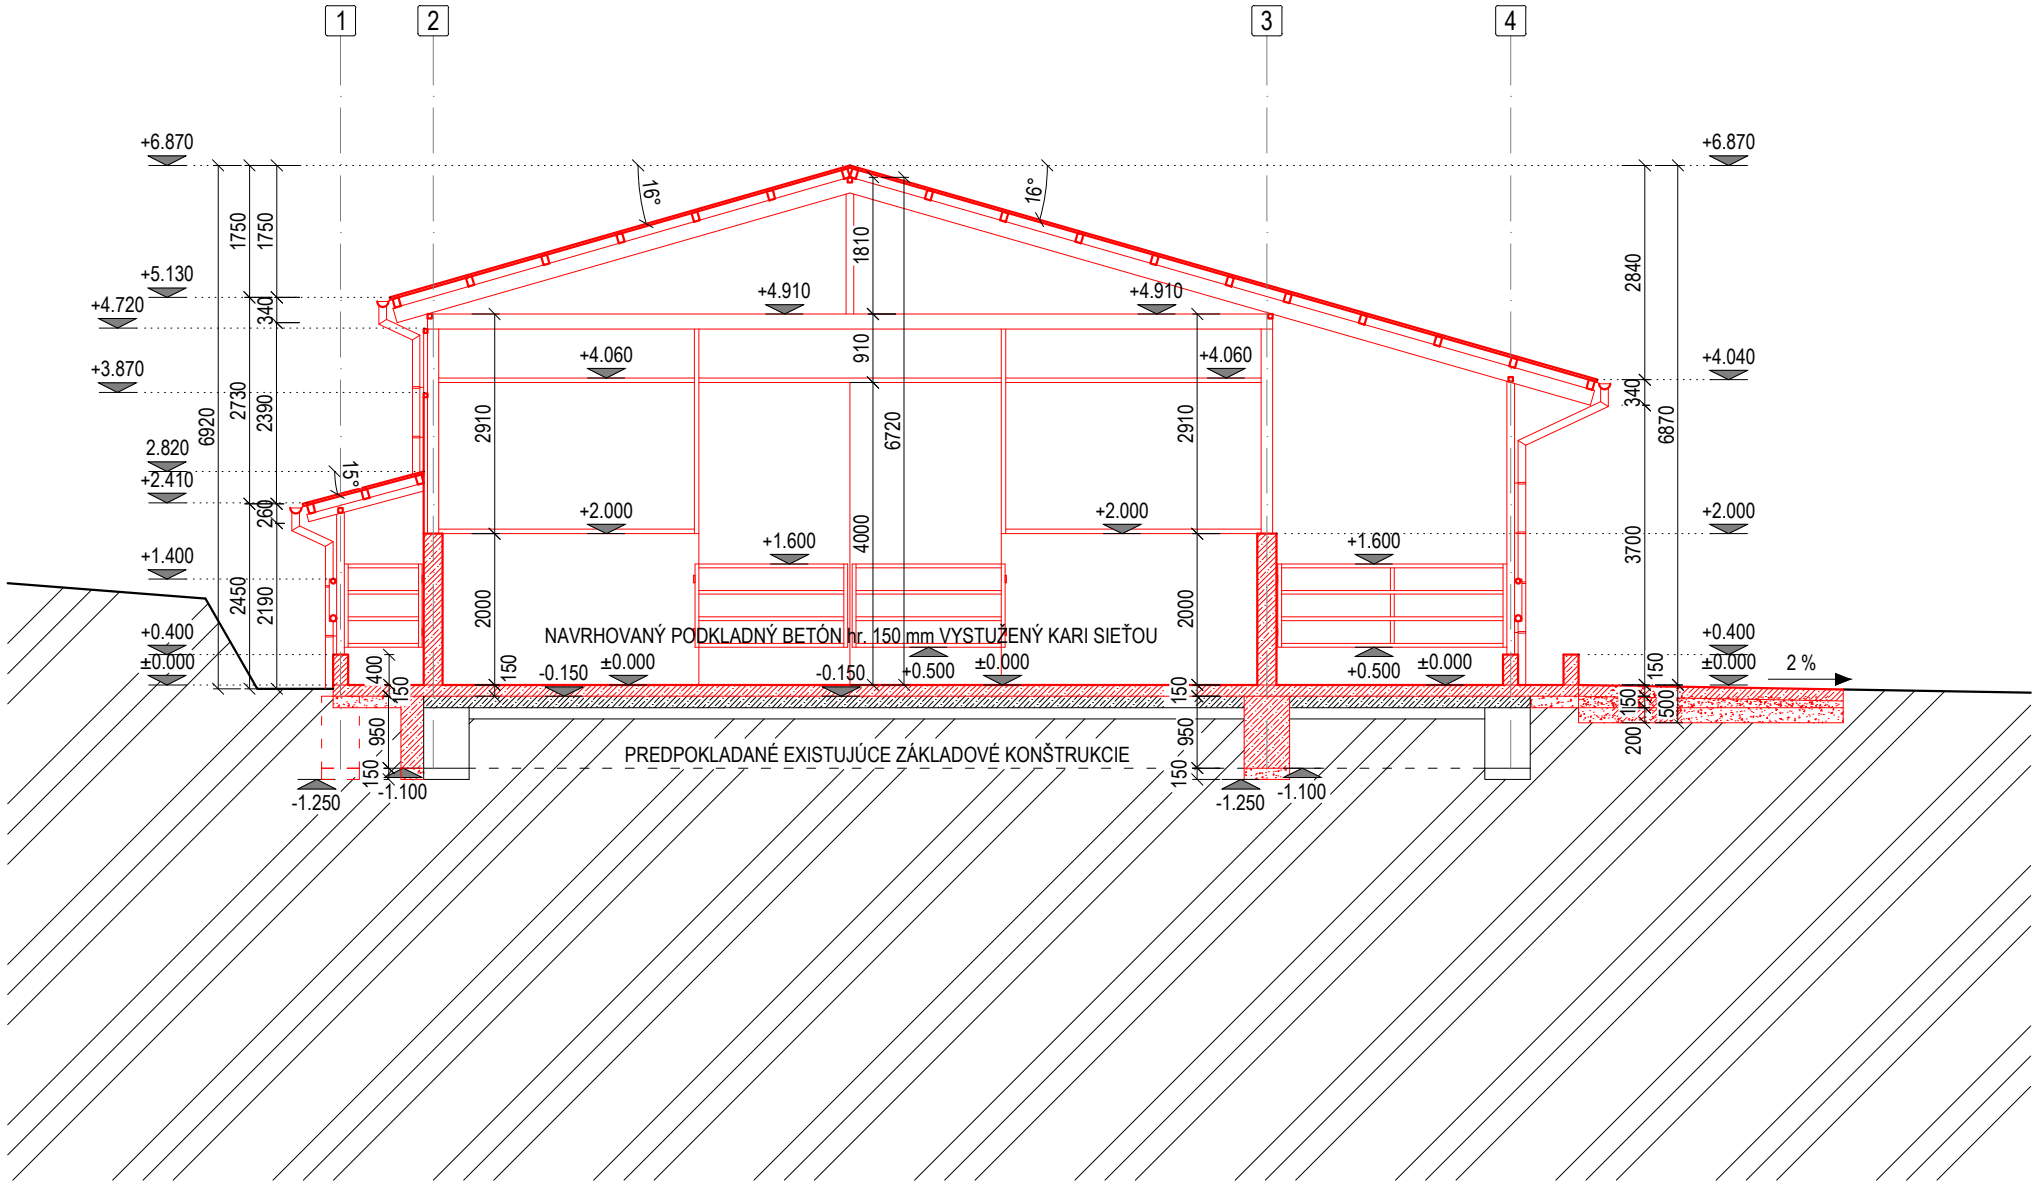 1 2 3 4
+6.870 +6.870
16° 16°
1750 1750 1810 2840
+5.130
+4.910 +4.910
+4.720 340
910
+4.060 +4.060
+4.040
+3.870 340
6920 2730 2390 2910 6720 2910 6870
2.820
15°
+2.410
260
+2.000 +2.000 +2.000
4000 3700
+1.600 +1.600
+1.400
2450 2190 2000 2000
NAVRHOVANÝ PODKLADNÝ BETÓN hr. 150 mm VYSTUŽENÝ KARI SIEŤOU
+0.400 +0.400
±0.000 400 150 ±0.000 ±0.000 ±0.000 150 ±0.000 2 %
-0.150 -0.150 +0.500 +0.500
150 150 150 500
950 950 200
PREDPOKLADANÉ EXISTUJÚCE ZÁKLADOVÉ KONŠTRUKCIE
150 150
-1.250 -1.100 -1.250 -1.100